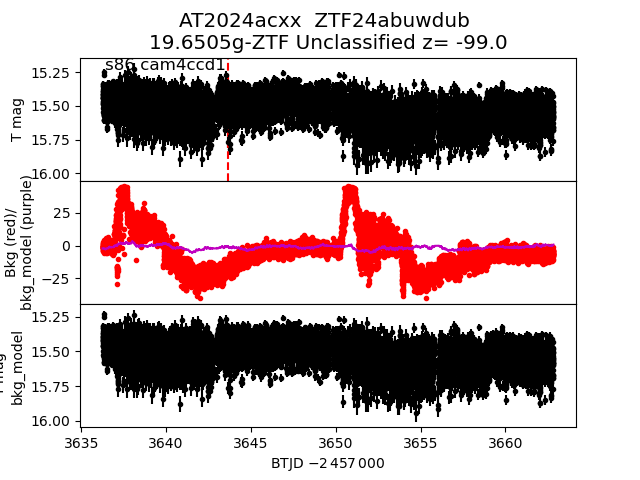 AT2024acxx ZTF24abuwdub
19.6505g-ZTF Unclassified z= -99.0
s86 cam4ccd1
15.25
15.50
15.75
16.00
T mag
25
0
−25
Bkg (red)/
bkg_model (purple)
15.25
15.50
15.75
16.00
bkg_model
3635
3640
3645
3650
3655
3660
BTJD −2 457 000